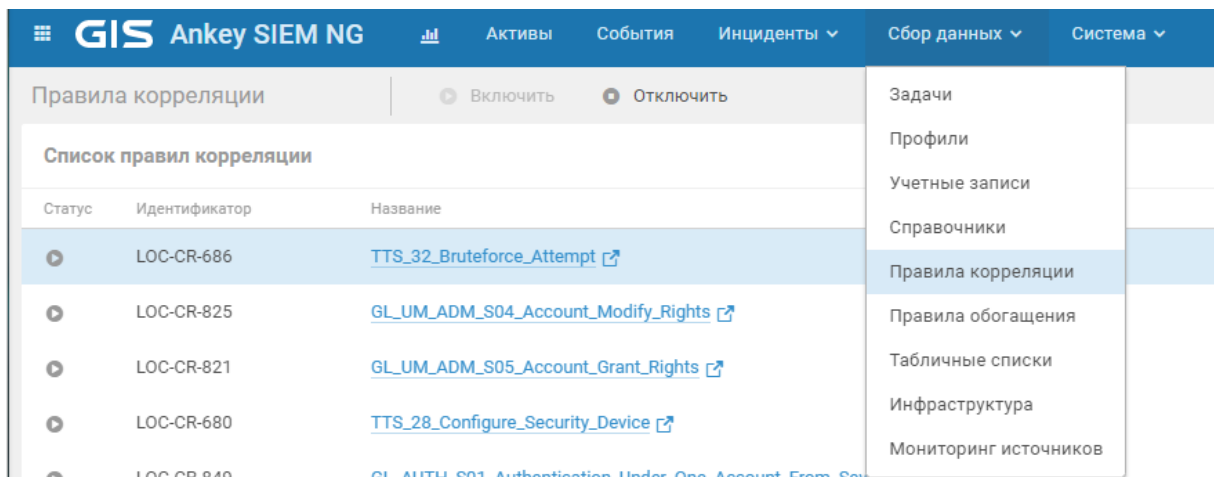 GIS Ankey SIEM NG Активы События Инциденты Сбор данных Система
Правила корреляции Включить Отключить
Список правил корреляции
Статус Идентификатор Название
LOC-CR-686 TTS_32_Bruteforce_Attempt
LOC-CR-825 GL_UM_ADM_S04_Account_Modify_Rights
LOC-CR-821 GL_UM_ADM_S05_Account_Grant_Rights
LOC-CR-680 TTS_28_Configure_Security_Device
Задачи
Профили
Учетные записи
Справочники
Правила корреляции
Правила обогащения
Табличные списки
Инфраструктура
Мониторинг источников